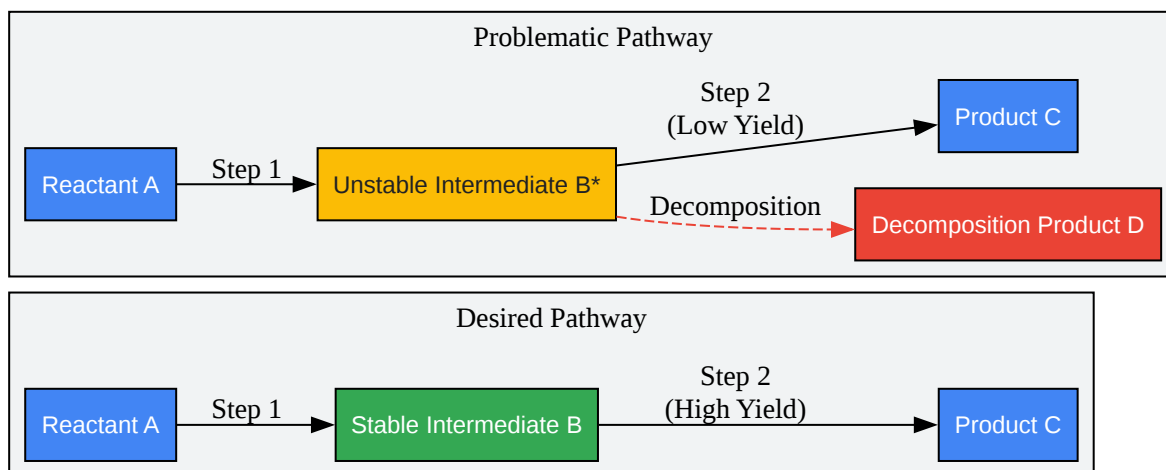 Problematic Pathway
Step 2
(Low Yield)
Product C
Reactant A
Step 1
Unstable Intermediate B*
Decomposition
Decomposition Product D
Desired Pathway
Step 2
(High Yield)
Reactant A
Step 1
Stable Intermediate B
Product C